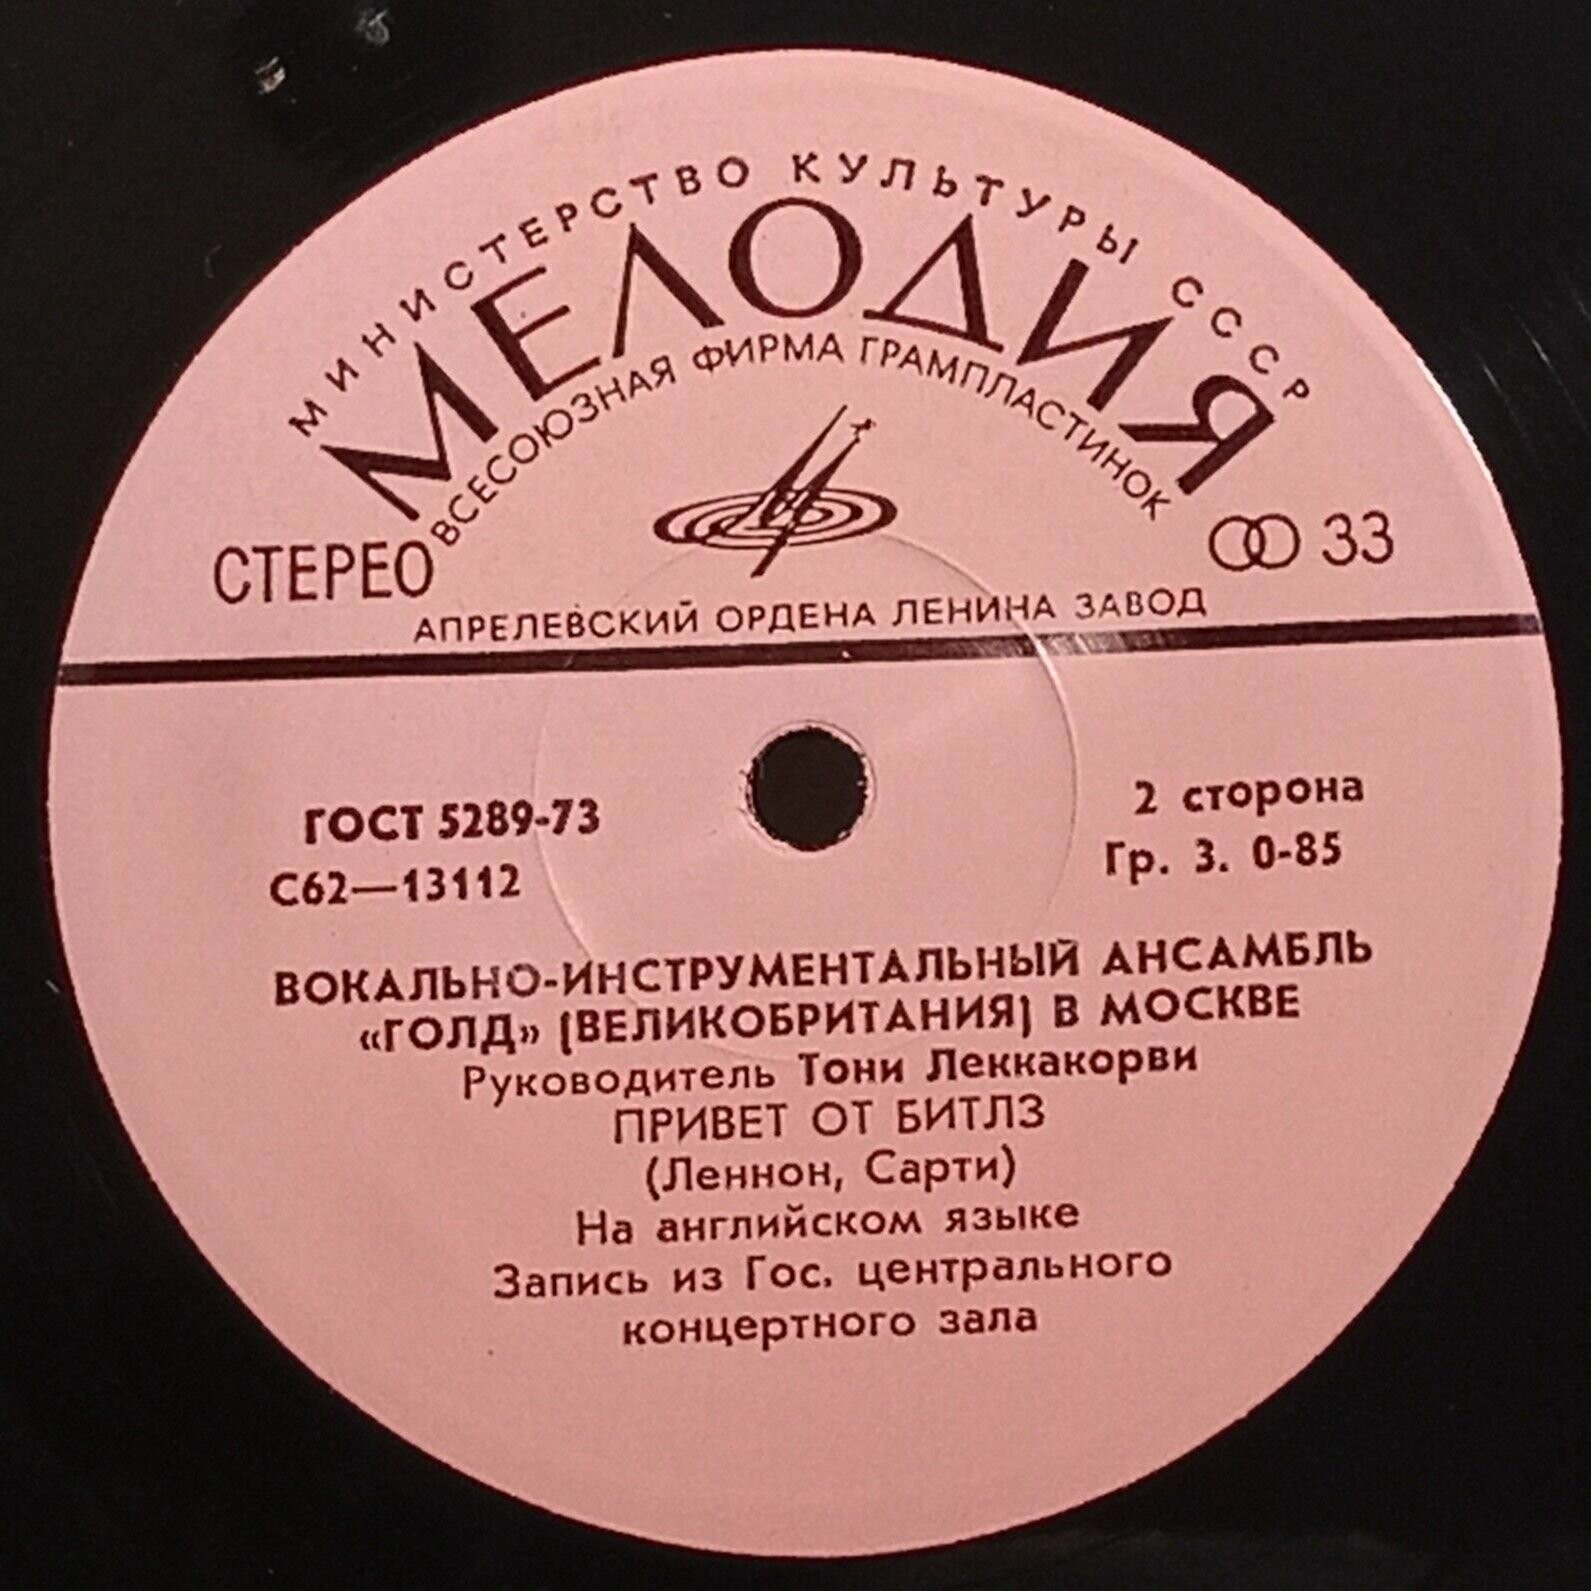 МИНИСТЕРСТВО КУЛЬТУРЫ СССР
МЕЛОДИЯ
ВСЕСОЮЗНАЯ ФИРМА ГРАМПЛАСТИНОК
СТЕРЕО
33
АПРЕЛЕВСКИЙ ОРДЕНА ЛЕНИНА ЗАВОД
ГОСТ 5289-73
2 сторона
С62—13112
Гр. 3. 0-85
ВОКАЛЬНО-ИНСТРУМЕНТАЛЬНЫЙ АНСАМБЛЬ
«ГОЛД» (ВЕЛИКОБРИТАНИЯ) В МОСКВЕ
Руководитель Тони Леккакорви
ПРИВЕТ ОТ БИТЛЗ
(Леннон, Сарти)
На английском языке
Запись из Гос. центрального
концертного зала